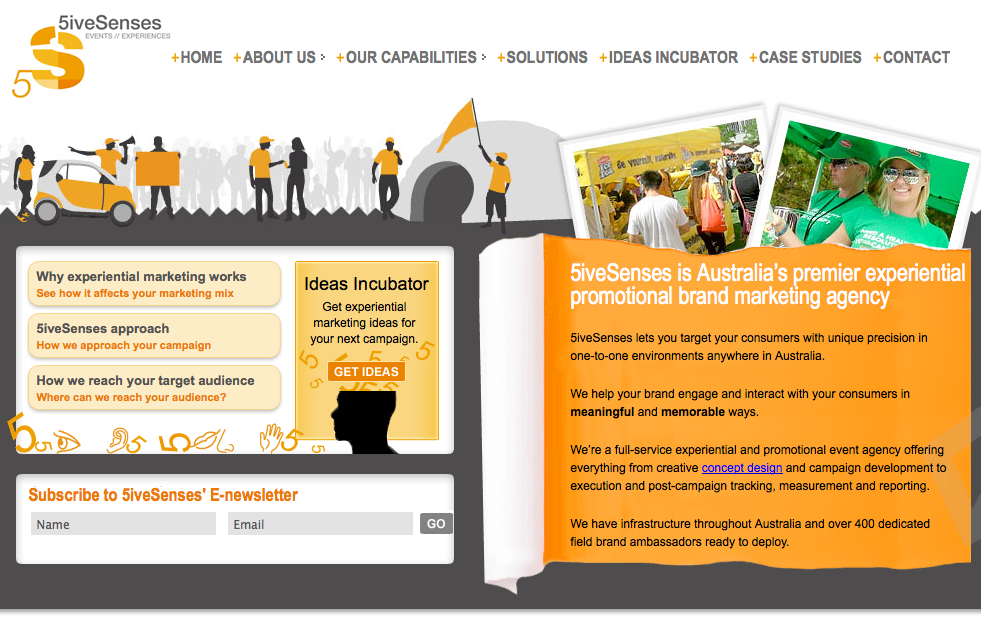 5iveSenses
EVENTS // EXPERIENCES
5
+HOME +ABOUT US +OUR CAPABILITIES +SOLUTIONS +IDEAS INCUBATOR +CASE STUDIES +CONTACT
Be yourself, naturally
Why experiential marketing works
See how it affects your marketing mix
5iveSenses approach
How we approach your campaign
How we reach your target audience
Where can we reach your audience?
Ideas Incubator
Get experiential
marketing ideas for
your next campaign.
GET IDEAS
Subscribe to 5iveSenses' E-newsletter
Name Email GO
5iveSenses is Australia's premier experiential
promotional brand marketing agency
5iveSenses lets you target your consumers with unique precision in
one-to-one environments anywhere in Australia.
We help your brand engage and interact with your consumers in
meaningful and memorable ways.
We're a full-service experiential and promotional event agency offering
everything from creative concept design and campaign development to
execution and post-campaign tracking, measurement and reporting.
We have infrastructure throughout Australia and over 400 dedicated
field brand ambassadors ready to deploy.